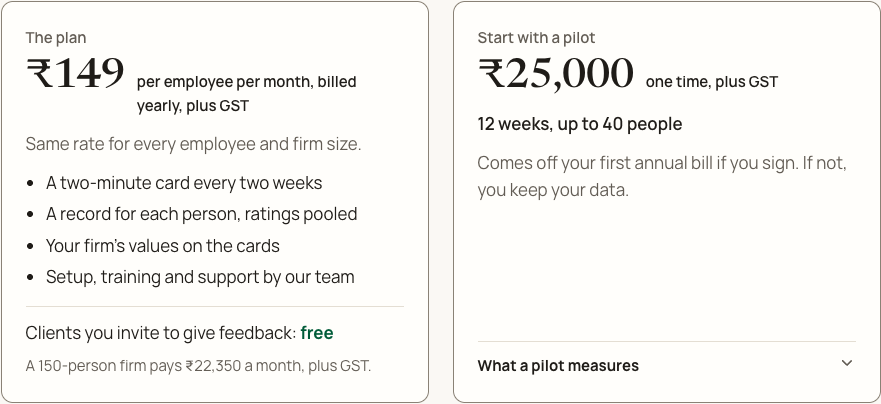 The plan
₹149 per employee per month, billed
yearly, plus GST
Same rate for every employee and firm size.
• A two-minute card every two weeks
• A record for each person, ratings pooled
• Your firm's values on the cards
• Setup, training and support by our team
Clients you invite to give feedback: free
A 150-person firm pays ₹22,350 a month, plus GST.
Start with a pilot
₹25,000 one time, plus GST
12 weeks, up to 40 people
Comes off your first annual bill if you sign. If not,
you keep your data.
What a pilot measures